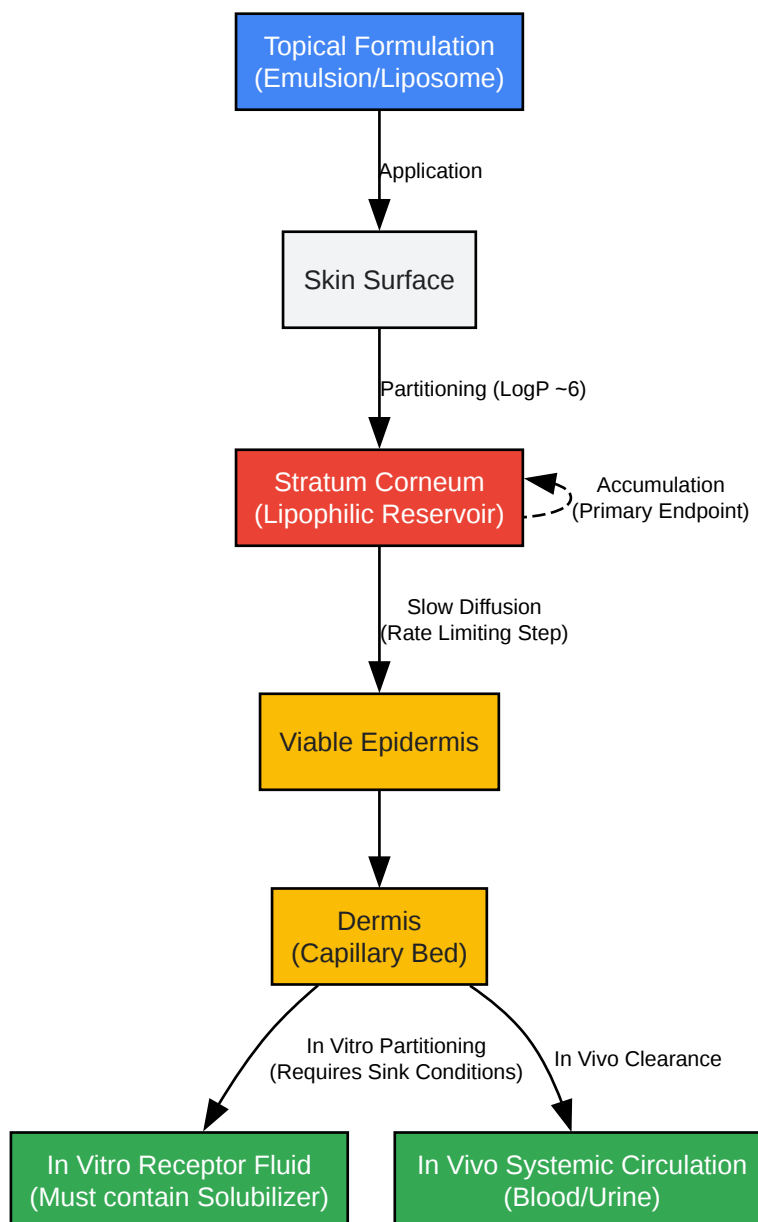 Topical Formulation
(Emulsion/Liposome)
Application
Skin Surface
Partitioning (LogP ~6)
Stratum Corneum
(Lipophilic Reservoir)
Accumulation
(Primary Endpoint)
Slow Diffusion
(Rate Limiting Step)
Viable Epidermis
Dermis
(Capillary Bed)
In Vitro Partitioning
(Requires Sink Conditions)
In Vivo Clearance
In Vitro Receptor Fluid
(Must contain Solubilizer)
In Vivo Systemic Circulation
(Blood/Urine)